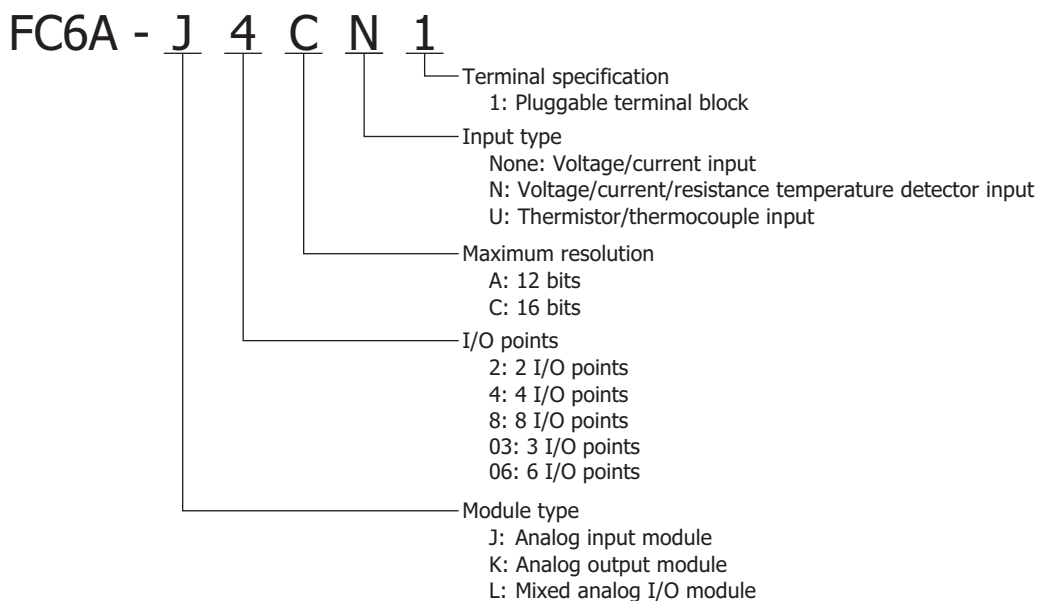 FC6A - J 4 C N 1
Terminal specification
1: Pluggable terminal block
Input type
None: Voltage/current input
N: Voltage/current/resistance temperature detector input
U: Thermistor/thermocouple input
Maximum resolution
A: 12 bits
C: 16 bits
I/O points
2: 2 I/O points
4: 4 I/O points
8: 8 I/O points
03: 3 I/O points
06: 6 I/O points
Module type
J: Analog input module
K: Analog output module
L: Mixed analog I/O module